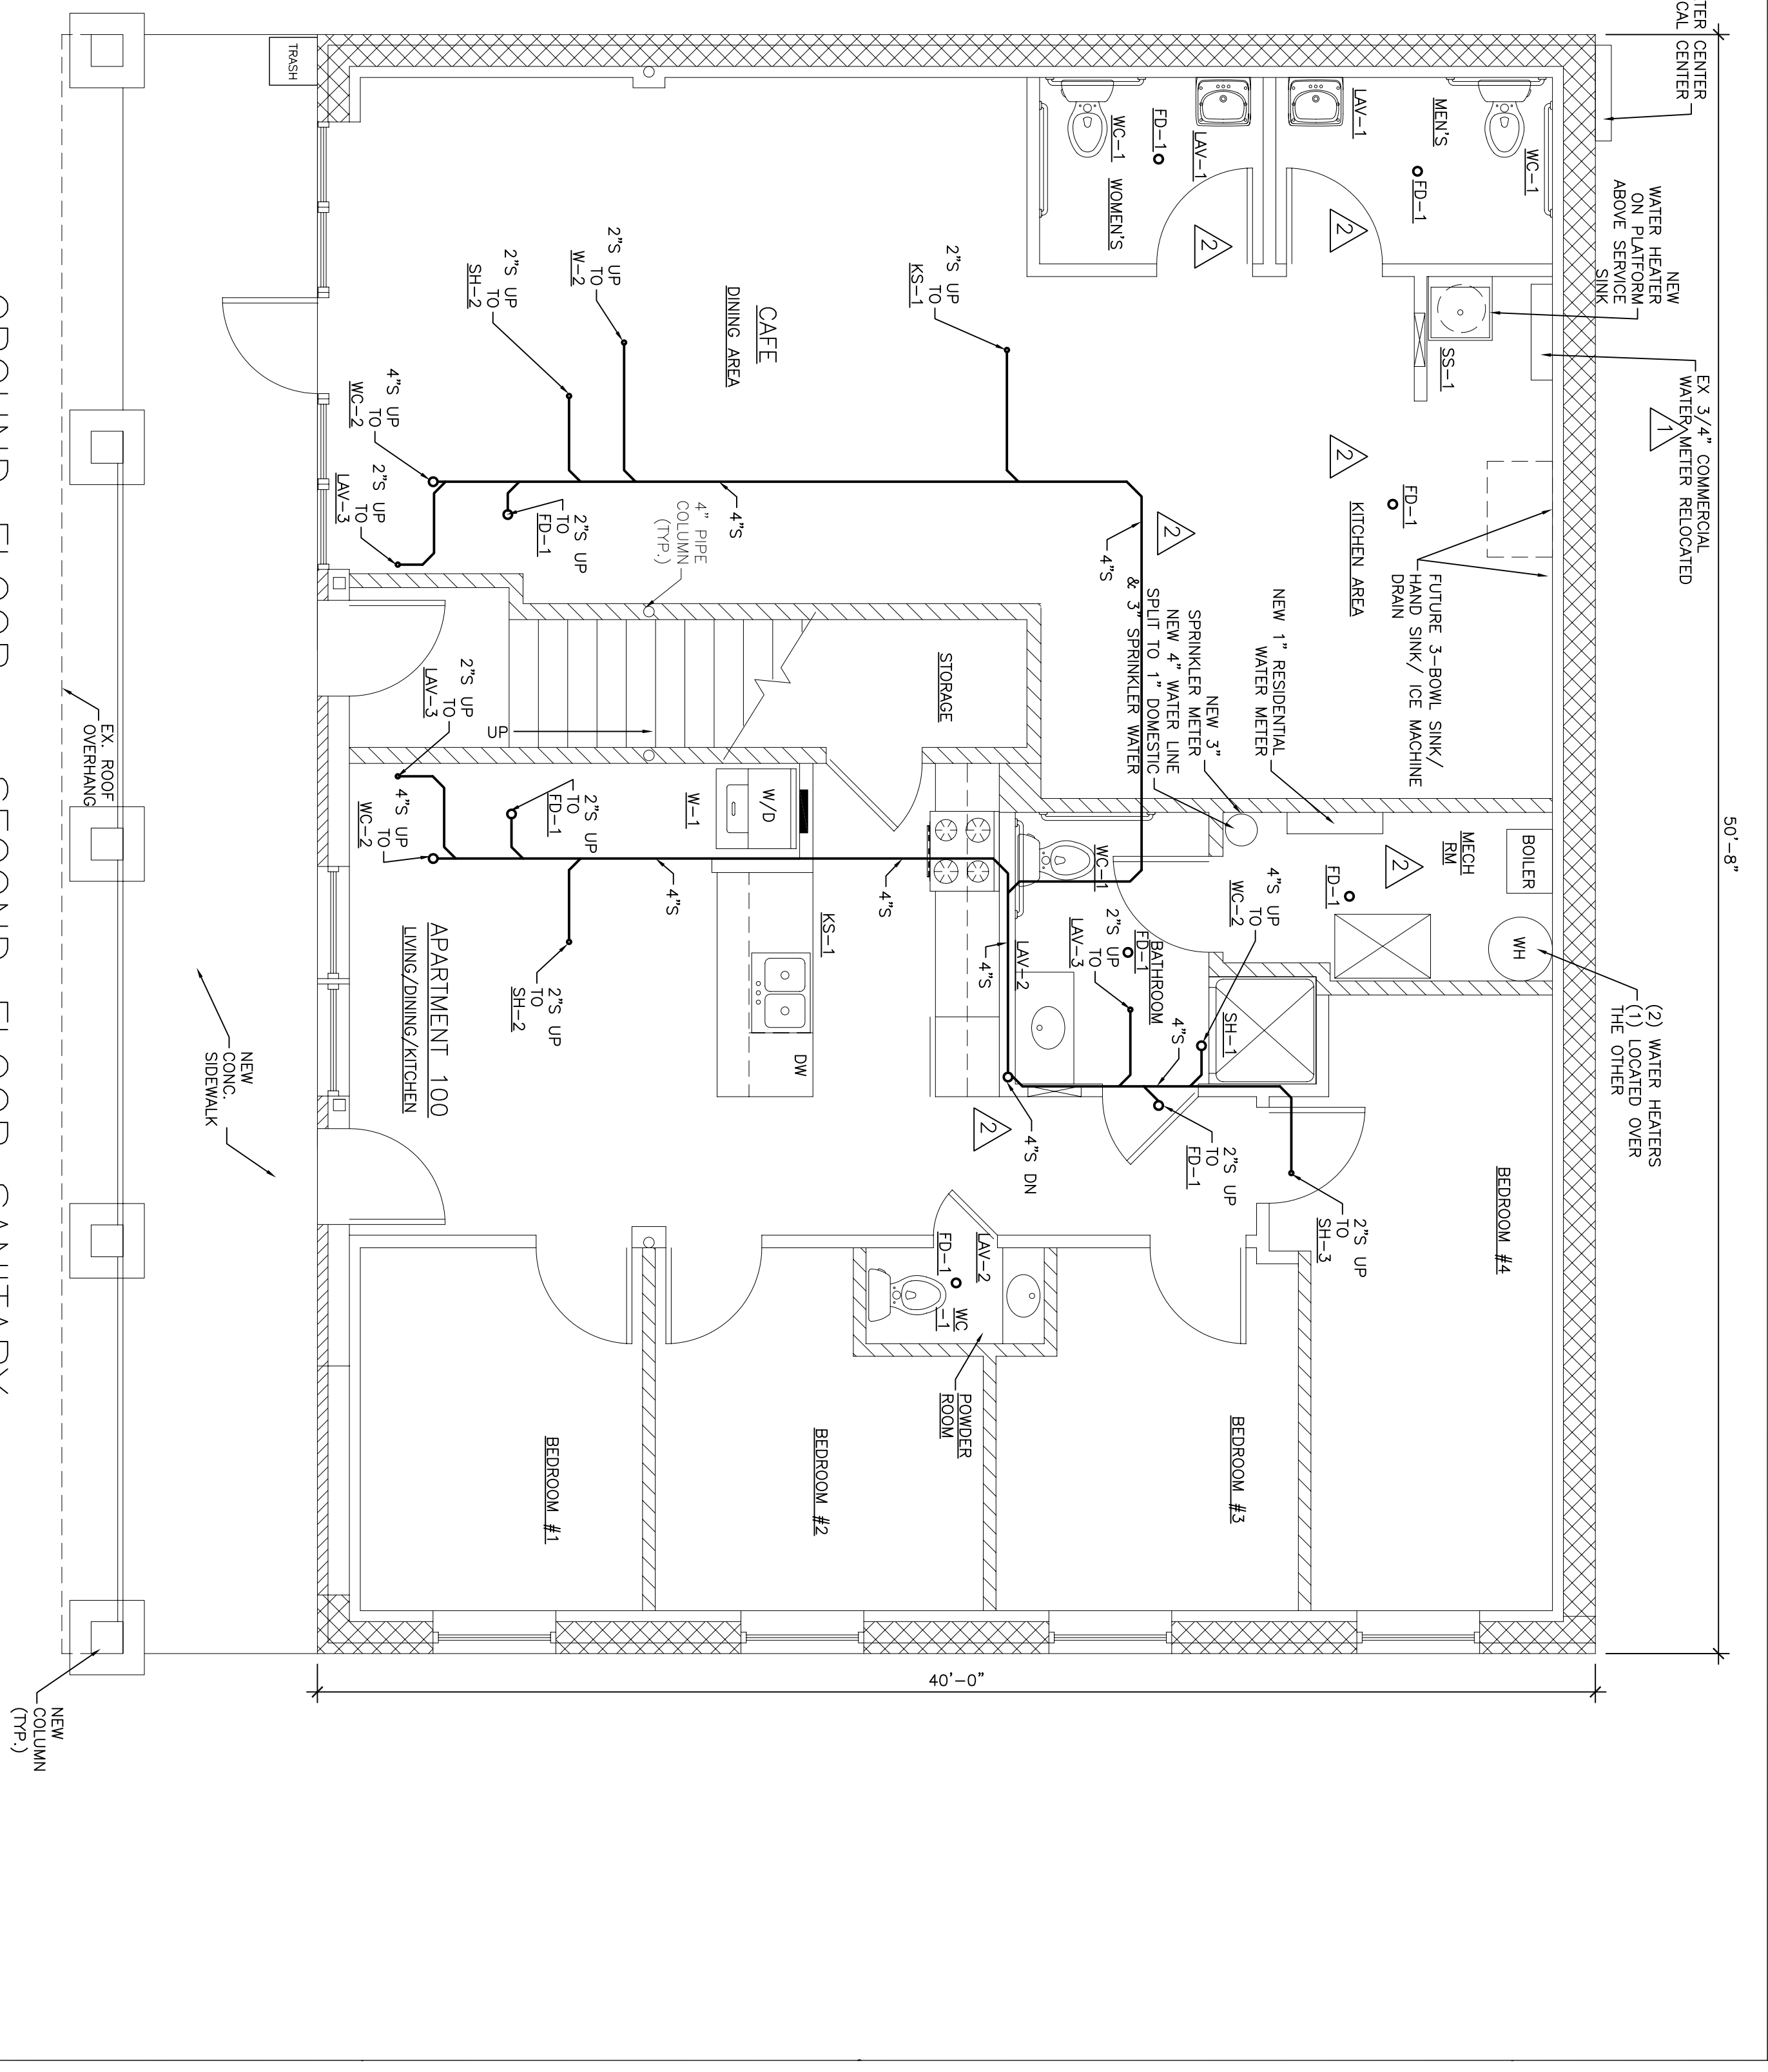 TER CENTER
CAL CENTER
50'-8"
NEW
WATER HEATER
ON PLATFORM
ABOVE SERVICE
SINK
EX 3/4" COMMERCIAL
WATER METER RELOCATED
1
(2) WATER HEATERS
(1) LOCATED OVER
THE OTHER
WC-1
MEN'S
FD-1
LAV-1
2
SS-1
FUTURE 3-BOWL SINK/
HAND SINK/ ICE MACHINE
DRAIN
FD-1
KITCHEN AREA
2
BOILER
WH
MECH
RM
FD-1
2
NEW 1" RESIDENTIAL
WATER METER
NEW 3"
SPRINKLER METER
NEW 4" WATER LINE
SPLIT TO 1" DOMESTIC
& 3" SPRINKLER WATER
LAV-1
FD-1
WC-1
WOMEN'S
2
2
4"S
2"S UP
TO
KS-1
4"S UP
TO
WC-2
SH-1
WC-1
BATHROOM
FD-1
2"S UP
TO
LAV-3
LAV-2
4"S
4"S
4"S DN
2
2"S UP
TO
FD-1
2"S UP
TO
SH-3
BEDROOM #4
BEDROOM #3
LAV-2
FD-1
WC
-1
POWDER
ROOM
BEDROOM #2
BEDROOM #1
STORAGE
CAFE
DINING AREA
2"S UP
TO
W-2
2"S UP
TO
SH-2
4"S
4" PIPE
COLUMN
(TYP.)
2"S UP
TO
FD-1
4"S UP
TO
WC-2
2"S UP
TO
LAV-3
UP
2"S UP
TO
LAV-3
4"S UP
TO
WC-2
2"S UP
TO
FD-1
W-1
W/D
4"S
4"S
KS-1
DW
2"S UP
TO
SH-2
APARTMENT 100
LIVING/DINING/KITCHEN
TRASH
EX. ROOF
OVERHANG
NEW
CONC.
SIDEWALK
40'-0"
NEW
COLUMN
(TYP.)
GROUND FLOOR - SECOND FLOOR SANITARY